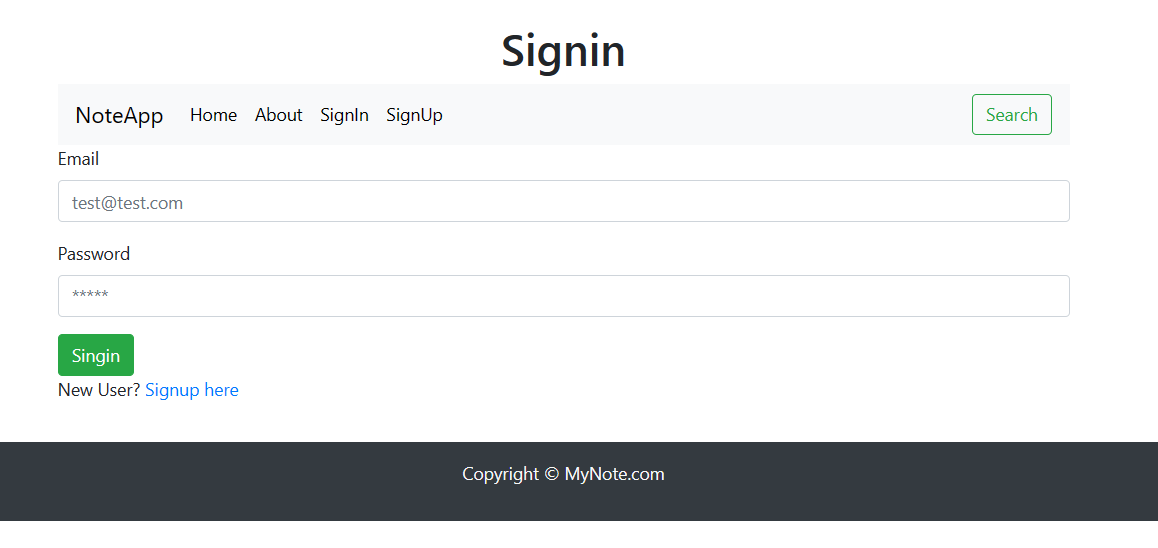 Signin
NoteApp Home About SignIn SignUp Search
Email
test@test.com
Password
*****
Singin
New User? Signup here
Copyright © MyNote.com